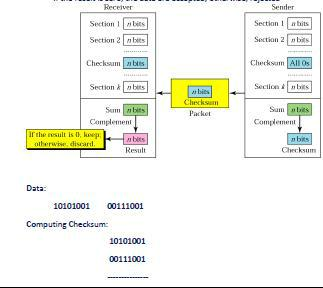 Receiver
Sender
Section 1 n bits
Section 2 n bits
Checksum n bits
Section k n bits
Sum n bits
Complement
n bits
Result
If the result is 0, keep;
otherwise, discard.
n bits
Checksum
Packet
Section 1 n bits
Section 2 n bits
Checksum All 0s
Section k n bits
Sum n bits
Complement
n bits
Checksum
Data:
10101001 00111001
Computing Checksum:
10101001
00111001
---------------